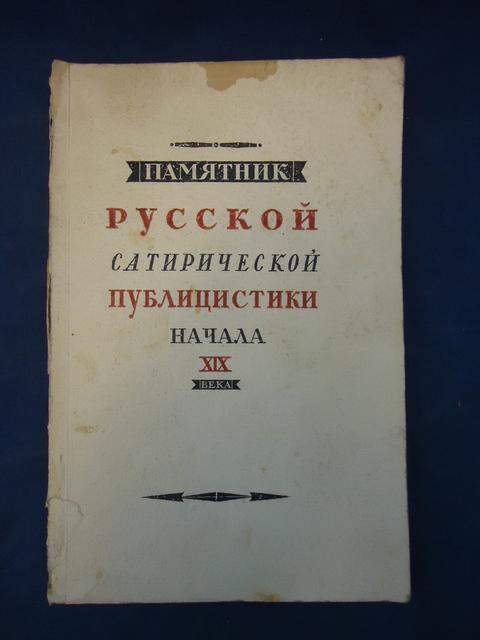 ПАМЯТНИК
РУССКОЙ
САТИРИЧЕСКОЙ
ПУБЛИЦИСТИКИ
НАЧАЛА
XIX
ВЕКА